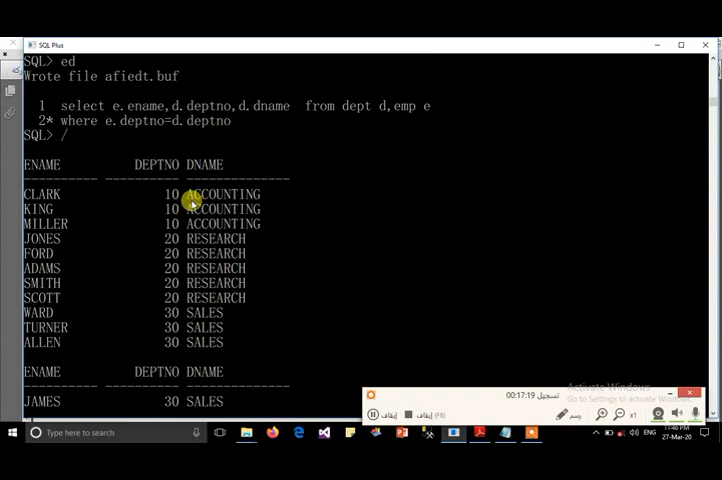 SQL Plus
SQL> ed
Wrote file afiedt.buf
1 select e.ename,d.deptno,d.dname from dept d,emp e
2* where e.deptno=d.deptno
SQL> /
ENAME DEPTNO DNAME
---------- ---------- --------------
CLARK 10 ACCOUNTING
KING 10 ACCOUNTING
MILLER 10 ACCOUNTING
JONES 20 RESEARCH
FORD 20 RESEARCH
ADAMS 20 RESEARCH
SMITH 20 RESEARCH
SCOTT 20 RESEARCH
WARD 30 SALES
TURNER 30 SALES
ALLEN 30 SALES
ENAME DEPTNO DNAME
---------- ---------- --------------
JAMES 30 SALES
Activate Windows
Go to Settings to activate Windows.
تسجيل 00:17:19
إيقاف
إيقاف (F8)
رسم
x1
Type here to search
ENG
11:46 PM
27-Mar-20